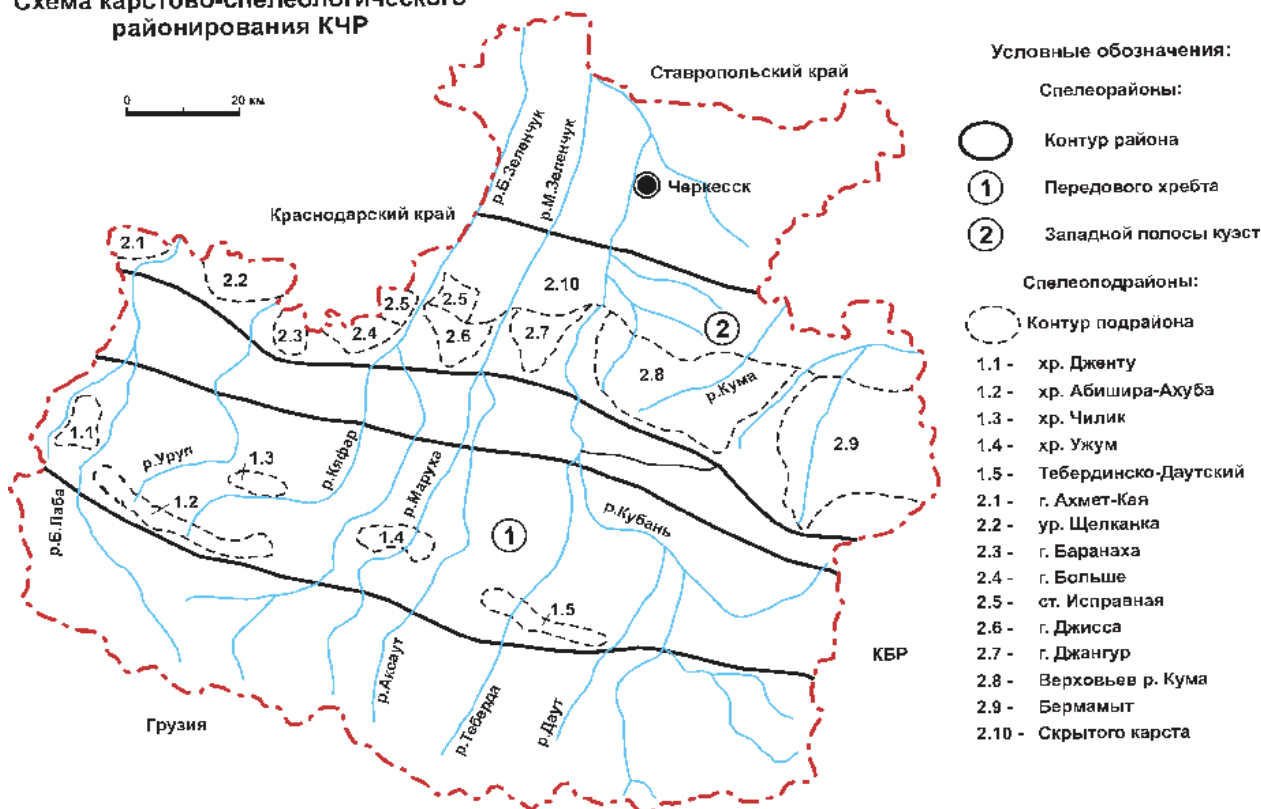 Схема карстово-спелеологического
районирования КЧР
0 20 км
Ставропольский край
р.Б.Зеленчук
р.М.Зеленчук
Черкесск
Краснодарский край
2.1
2.2
2.3
2.4
2.5
2.5
2.6
2.7
2.10
2
2.8
р.Кума
2.9
1.1
р.Уруп
1.3
1.2
р.Б.Лаба
р.Кяфар
р.Маруха
1.4
1
р.Кубань
1.5
р.Аксаут
р.Теберда
р.Даут
КБР
Грузия
Условные обозначения:
Спелеорайоны:
Контур района
1 Передового хребта
2 Западной полосы куэст
Спелеоподрайоны:
Контур подрайона
1.1 - хр. Дженту
1.2 - хр. Абишира-Ахуба
1.3 - хр. Чилик
1.4 - хр. Ужум
1.5 - Тебердинско-Даутский
2.1 - г. Ахмет-Кая
2.2 - ур. Щелканка
2.3 - г. Баранаха
2.4 - г. Больше
2.5 - ст. Исправная
2.6 - г. Джисса
2.7 - г. Джангур
2.8 - Верховьев р. Кума
2.9 - Бермамыт
2.10 - Скрытого карста